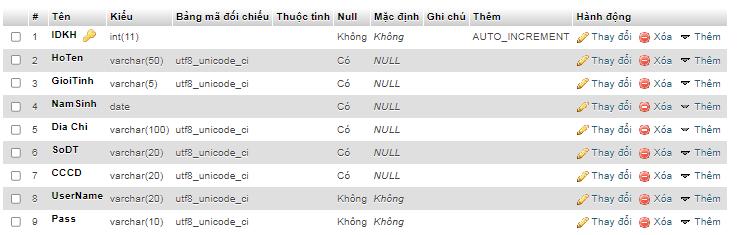 # Tên Kiểu Bảng mã đối chiếu Thuộc tính Null Mặc định Ghi chú Thêm Hành động
1 IDKH int(11) Không Không AUTO_INCREMENT Thay đổi Xóa Thêm
2 HoTen varchar(50) utf8_unicode_ci Có NULL Thay đổi Xóa Thêm
3 GioiTinh varchar(5) utf8_unicode_ci Có NULL Thay đổi Xóa Thêm
4 NamSinh date Có NULL Thay đổi Xóa Thêm
5 Dia Chi varchar(100) utf8_unicode_ci Có NULL Thay đổi Xóa Thêm
6 SoDT varchar(20) utf8_unicode_ci Có NULL Thay đổi Xóa Thêm
7 CCCD varchar(20) utf8_unicode_ci Có NULL Thay đổi Xóa Thêm
8 UserName varchar(20) utf8_unicode_ci Không Không Thay đổi Xóa Thêm
9 Pass varchar(10) utf8_unicode_ci Không Không Thay đổi Xóa Thêm